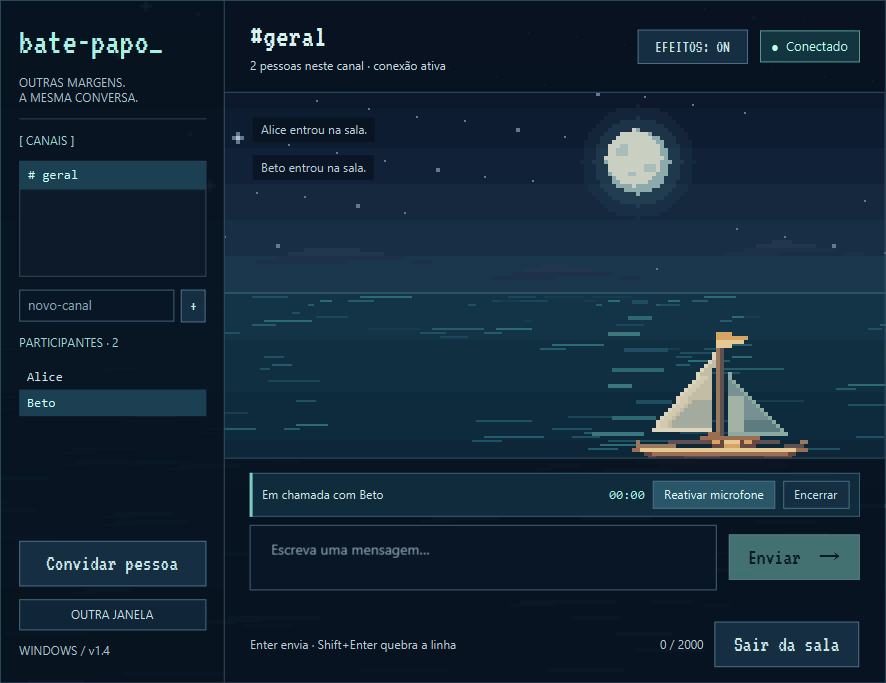 bate-papo_
OUTRAS MARGENS.
A MESMA CONVERSA.
[ CANAIS ]
# geral
novo-canal
+
PARTICIPANTES · 2
Alice
Beto
Convidar pessoa
OUTRA JANELA
WINDOWS / v1.4
#geral
2 pessoas neste canal · conexão ativa
EFEITOS: ON
● Conectado
Alice entrou na sala.
Beto entrou na sala.
Em chamada com Beto
00:00
Reativar microfone
Encerrar
Escreva uma mensagem...
Enviar →
Enter envia · Shift+Enter quebra a linha
0 / 2000
Sair da sala